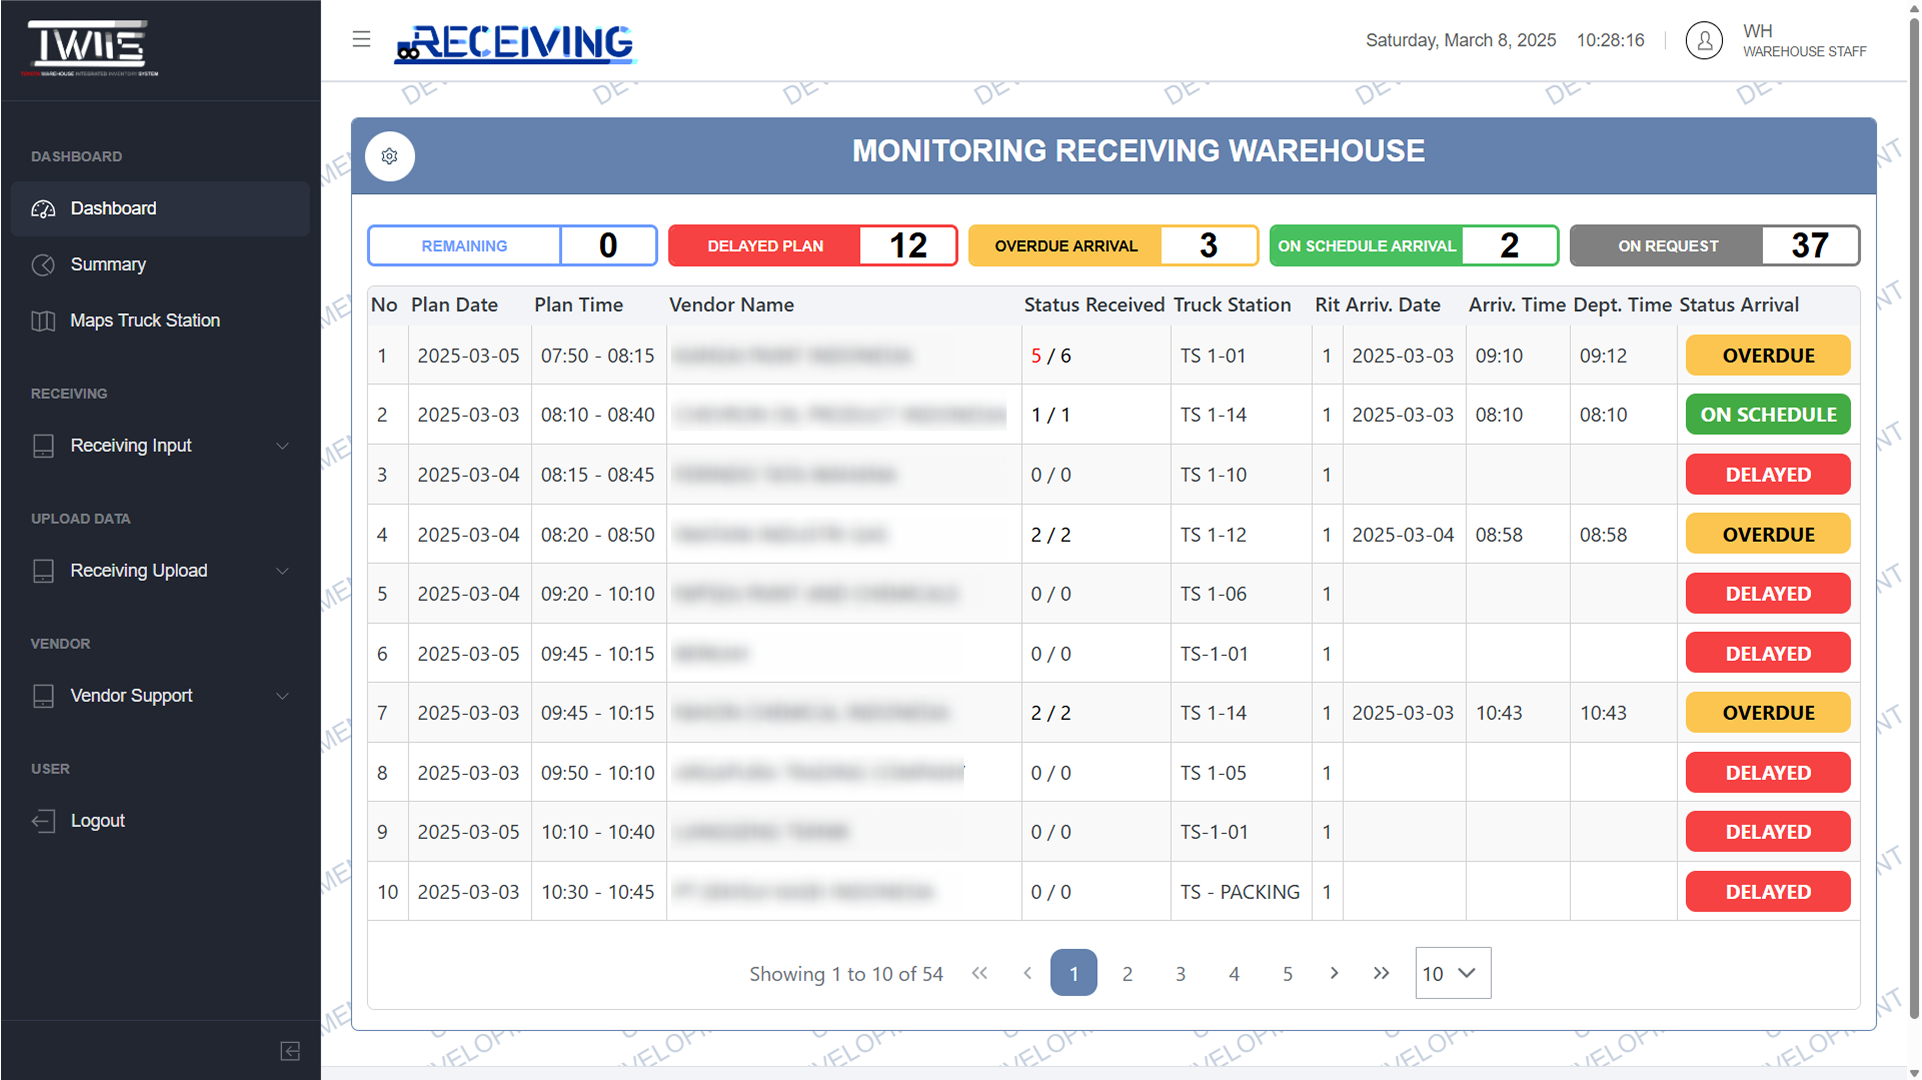 TWIIS
TOYOTA WAREHOUSE INTEGRATED INVENTORY SYSTEM
RECEIVING
Saturday, March 8, 2025 10:28:16
WH
WAREHOUSE STAFF
DASHBOARD
Dashboard
Summary
Maps Truck Station
RECEIVING
Receiving Input
UPLOAD DATA
Receiving Upload
VENDOR
Vendor Support
USER
Logout
MONITORING RECEIVING WAREHOUSE
REMAINING 0 DELAYED PLAN 12 OVERDUE ARRIVAL 3 ON SCHEDULE ARRIVAL 2 ON REQUEST 37
No Plan Date Plan Time Vendor Name Status Received Truck Station Rit Arriv. Date Arriv. Time Dept. Time Status Arrival
1 2025-03-05 07:50 - 08:15 5 / 6 TS 1-01 1 2025-03-03 09:10 09:12 OVERDUE
2 2025-03-03 08:10 - 08:40 1 / 1 TS 1-14 1 2025-03-03 08:10 08:10 ON SCHEDULE
3 2025-03-04 08:15 - 08:45 0 / 0 TS 1-10 1 DELAYED
4 2025-03-04 08:20 - 08:50 2 / 2 TS 1-12 1 2025-03-04 08:58 08:58 OVERDUE
5 2025-03-04 09:20 - 10:10 0 / 0 TS 1-06 1 DELAYED
6 2025-03-05 09:45 - 10:15 0 / 0 TS-1-01 1 DELAYED
7 2025-03-03 09:45 - 10:15 2 / 2 TS 1-14 1 2025-03-03 10:43 10:43 OVERDUE
8 2025-03-03 09:50 - 10:10 0 / 0 TS 1-05 1 DELAYED
9 2025-03-05 10:10 - 10:40 0 / 0 TS-1-01 1 DELAYED
10 2025-03-03 10:30 - 10:45 0 / 0 TS - PACKING 1 DELAYED
Showing 1 to 10 of 54 << < 1 2 3 4 5 > >> 10